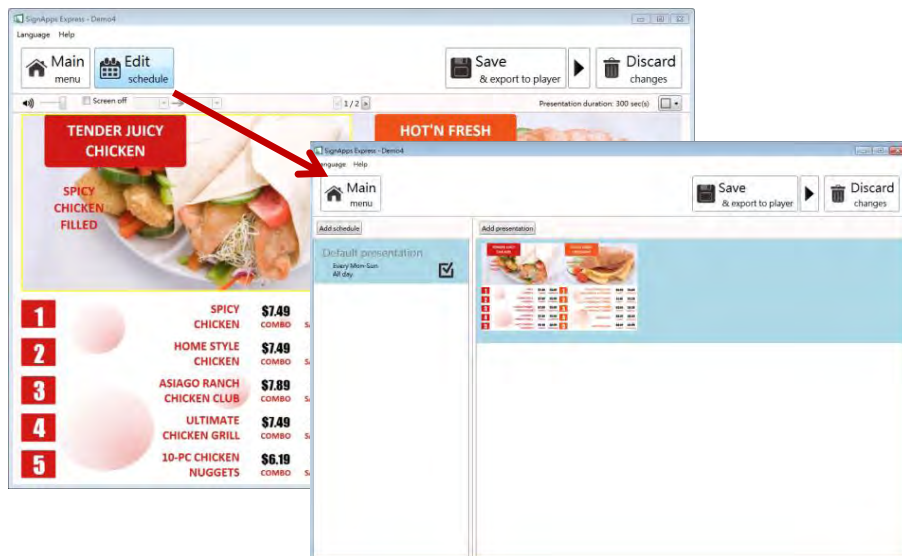 SignApps Express - Demo4
Language Help
Main
menu
Edit
schedule
Save
& export to player
Discard
changes
Screen off
1 / 2
Presentation duration: 300 sec(s)
TENDER JUICY
CHICKEN
HOT'N FRESH
SPICY
CHICKEN
FILLED
1
SPICY
CHICKEN
$7.49
COMBO
2
HOME STYLE
CHICKEN
$7.49
COMBO
3
ASIAGO RANCH
CHICKEN CLUB
$7.89
COMBO
4
ULTIMATE
CHICKEN GRILL
$7.49
COMBO
5
10-PC CHICKEN
NUGGETS
$6.19
COMBO
SignApps Express - Demo4
anguage Help
Main
menu
Save
& export to player
Discard
changes
Add schedule
Add presentation
Default presentation
Every Mon-Sun
All day